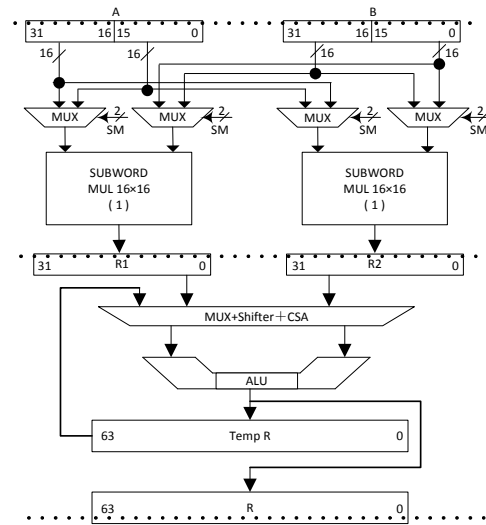 A B
31 16 15 0 31 16 15 0
16 16 16 16
MUX 2 MUX 2 MUX 2 MUX 2
SM SM SM SM
SUBWORD SUBWORD
MUL 16×16 MUL 16×16
( 1 ) ( 1 )
31 R1 0 31 R2 0
MUX+Shifter+CSA
ALU
63 Temp R 0
63 R 0